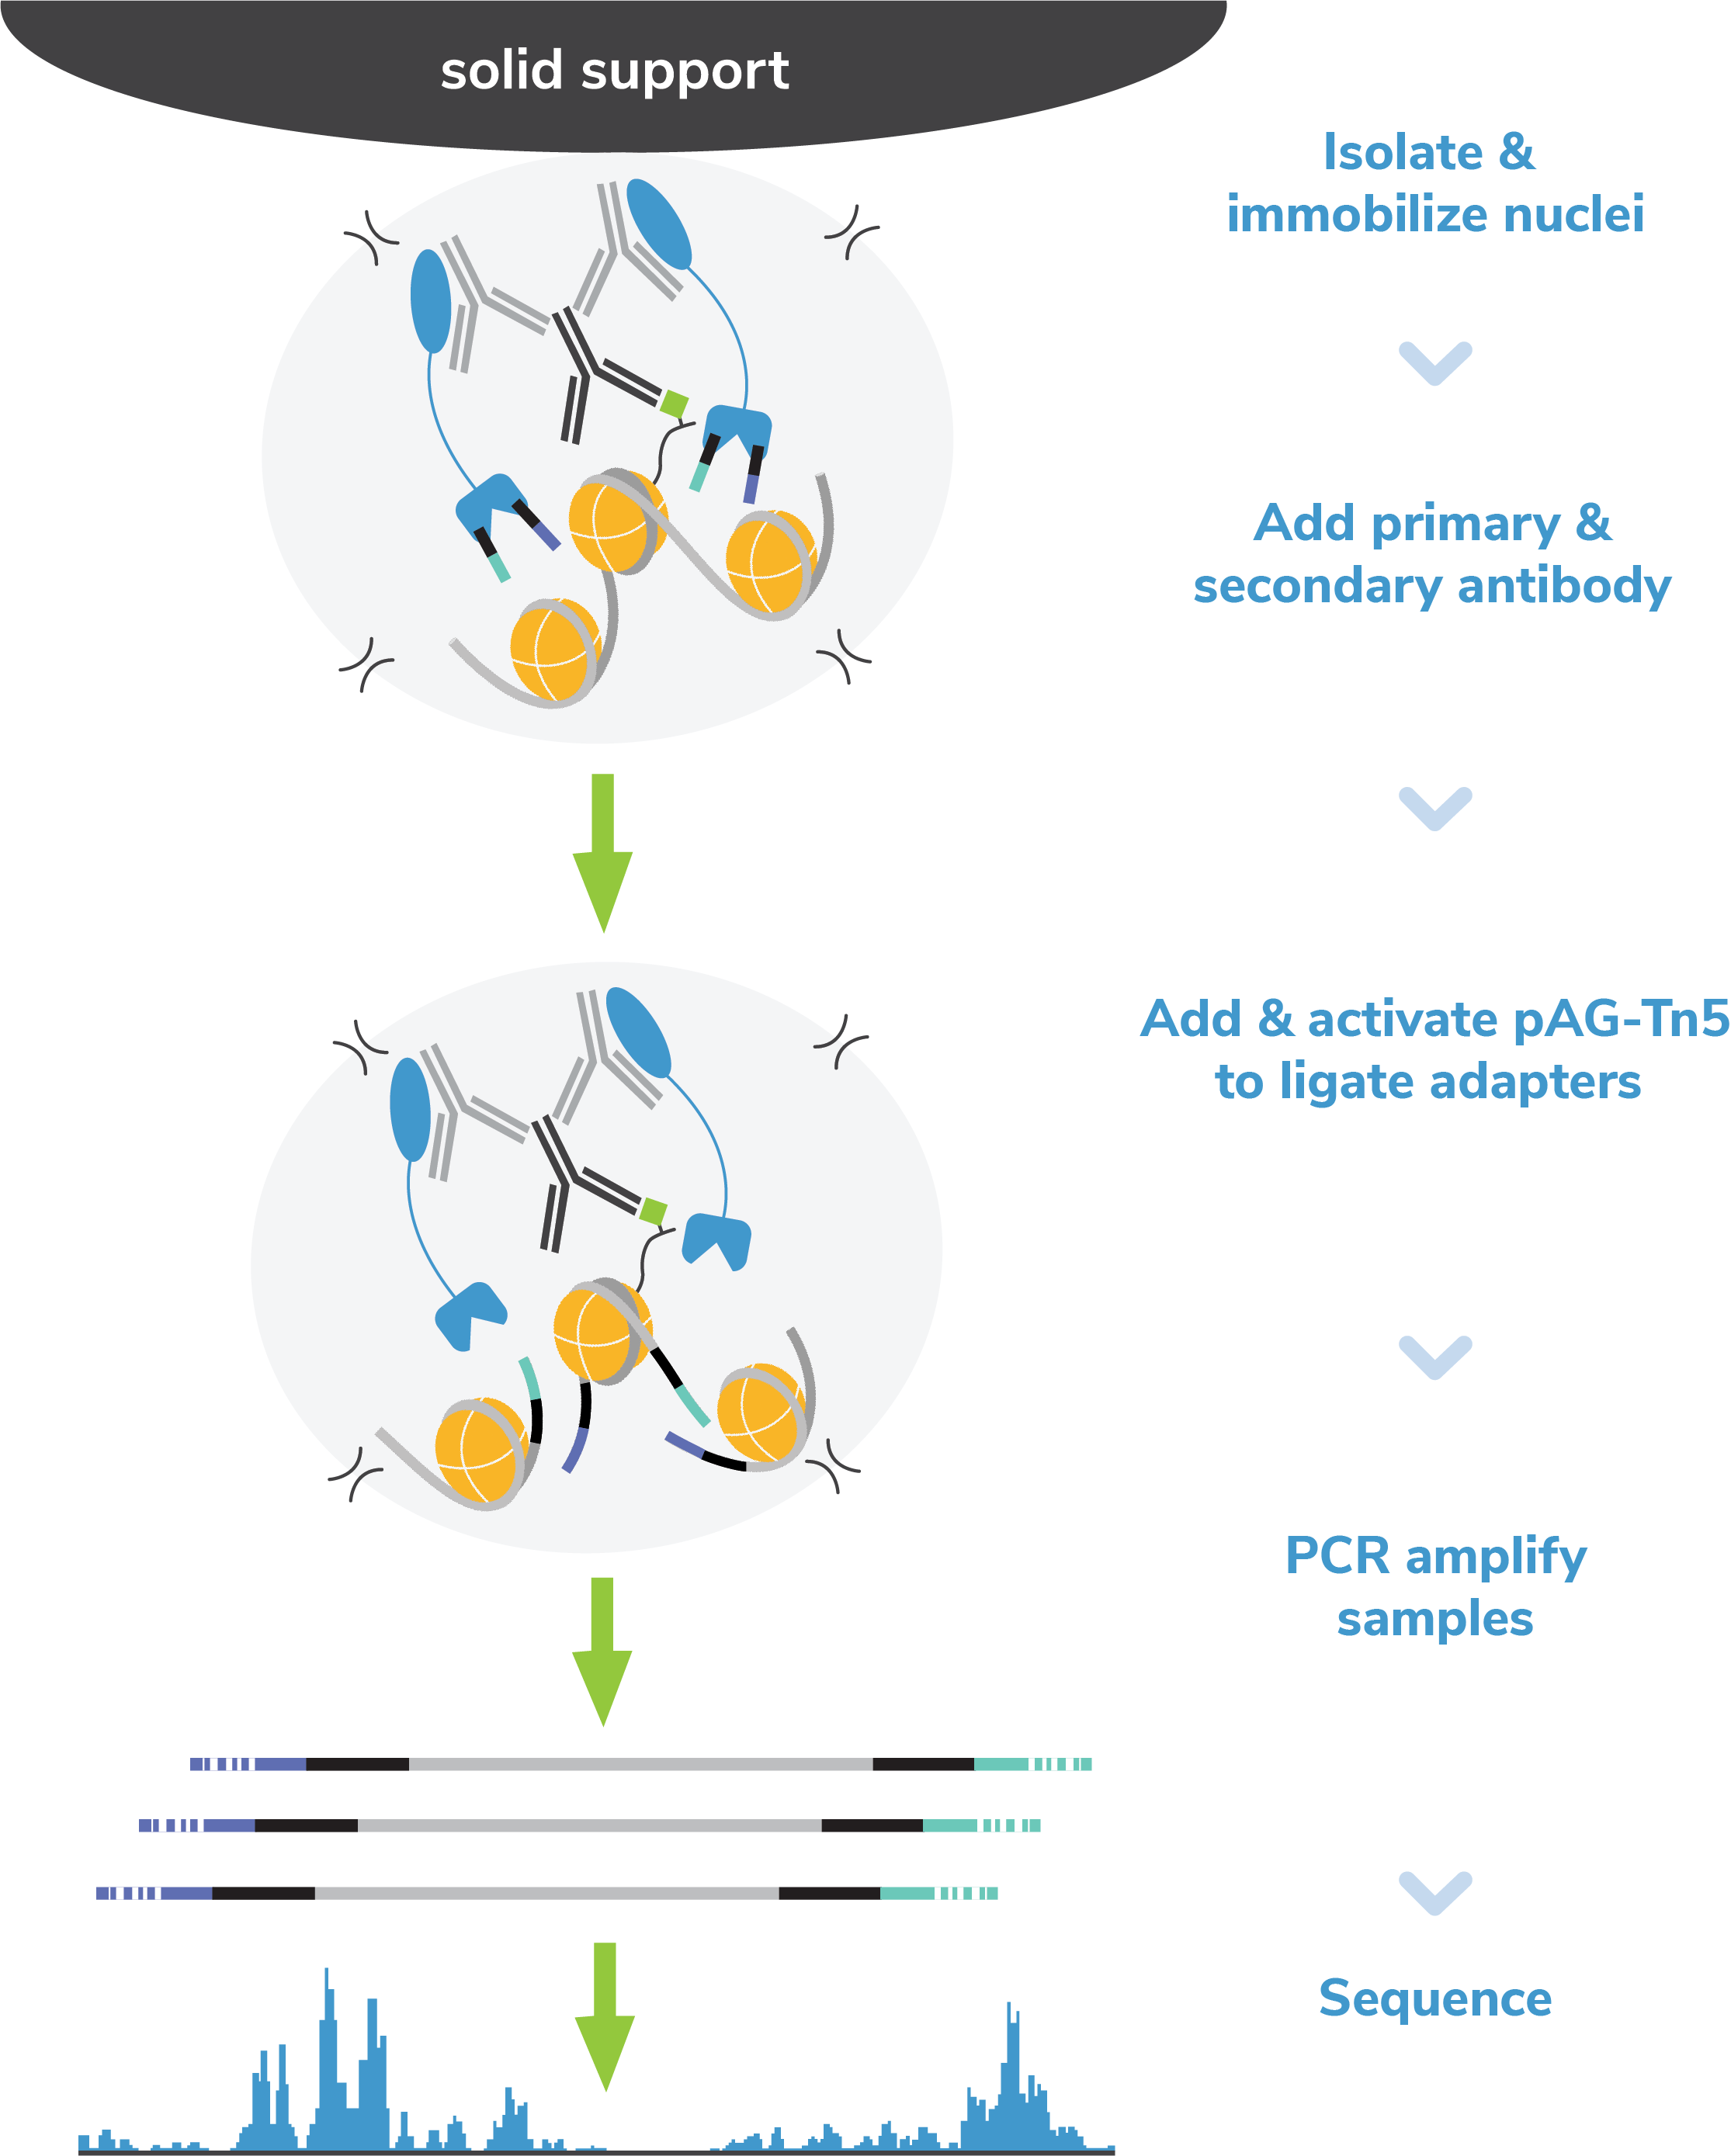 solid support
Isolate &
immobilize nuclei
Add primary &
secondary antibody
Add & activate pAG-Tn5
to ligate adapters
PCR amplify
samples
Sequence